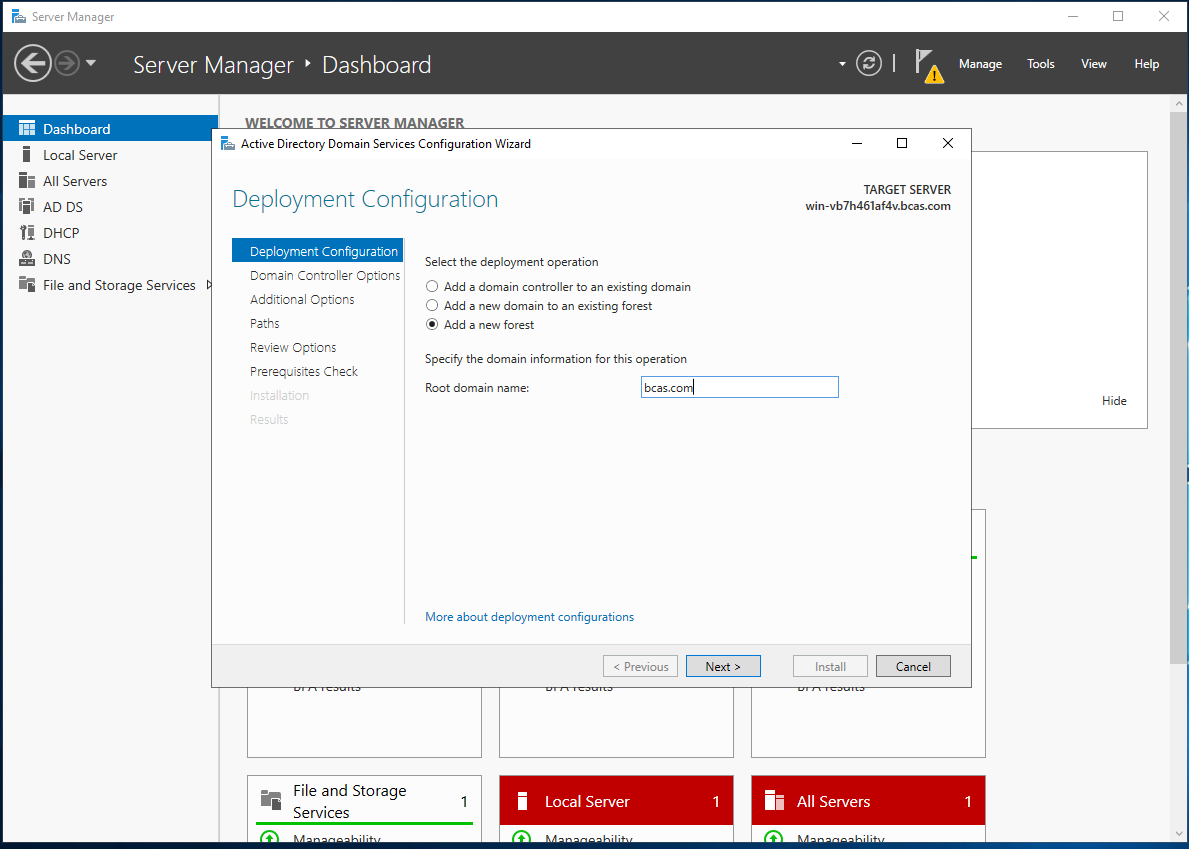 Server Manager
Server Manager ‣ Dashboard
Manage Tools View Help
Dashboard
Local Server
All Servers
AD DS
DHCP
DNS
File and Storage Services
WELCOME TO SERVER MANAGER
Active Directory Domain Services Configuration Wizard
Deployment Configuration
TARGET SERVER
win-vb7h461af4v.bcas.com
Deployment Configuration
Domain Controller Options
Additional Options
Paths
Review Options
Prerequisites Check
Installation
Results
Select the deployment operation
Add a domain controller to an existing domain
Add a new domain to an existing forest
Add a new forest
Specify the domain information for this operation
Root domain name: bcas.com
More about deployment configurations
< Previous Next > Install Cancel
Hide
BPA results BPA results BPA results
File and Storage
Services 1
Local Server 1
All Servers 1
Manageability Manageability Manageability